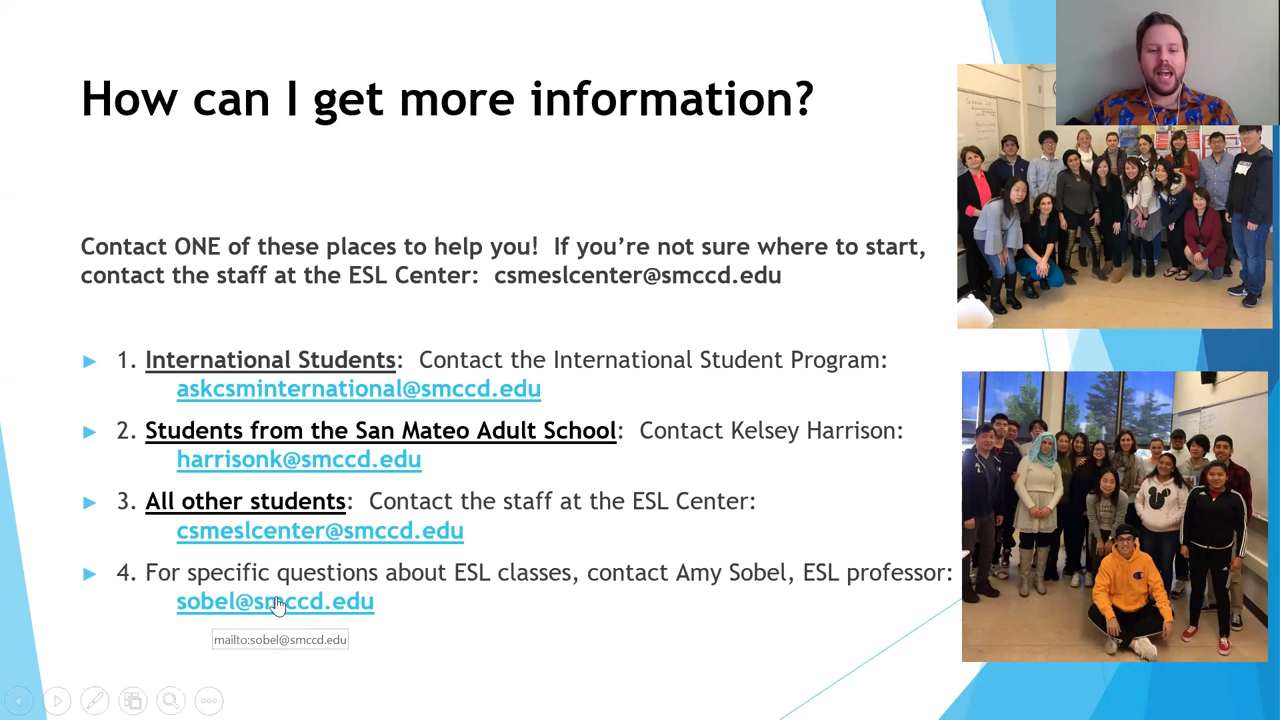 How can I get more information?
Contact ONE of these places to help you!  If you're not sure where to start,
contact the staff at the ESL Center:  csmeslcenter@smccd.edu
1. International Students:  Contact the International Student Program:
askcsminternational@smccd.edu
2. Students from the San Mateo Adult School:  Contact Kelsey Harrison:
harrisonk@smccd.edu
3. All other students:  Contact the staff at the ESL Center:
csmeslcenter@smccd.edu
4. For specific questions about ESL classes, contact Amy Sobel, ESL professor:
sobel@smccd.edu
mailto:sobel@smccd.edu